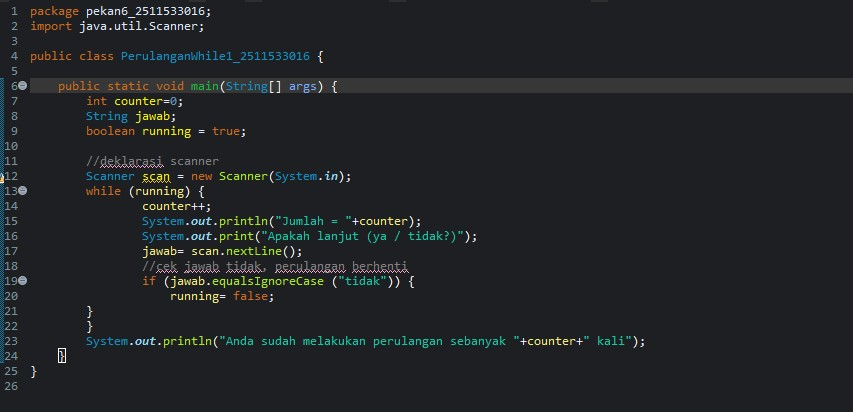 1 package pekan6_2511533016;
2 import java.util.Scanner;
3
4 public class PerulanganWhile1_2511533016 {
5
6 public static void main(String[] args) {
7 int counter=0;
8 String jawab;
9 boolean running = true;
10
11 //deklarasi scanner
12 Scanner scan = new Scanner(System.in);
13 while (running) {
14 counter++;
15 System.out.println("Jumlah = "+counter);
16 System.out.print("Apakah lanjut (ya / tidak?)");
17 jawab= scan.nextLine();
18 //cek jawab tidak, perulangan berhenti
19 if (jawab.equalsIgnoreCase ("tidak")) {
20 running= false;
21 }
22 }
23 System.out.println("Anda sudah melakukan perulangan sebanyak "+counter+" kali");
24 }
25 }
26